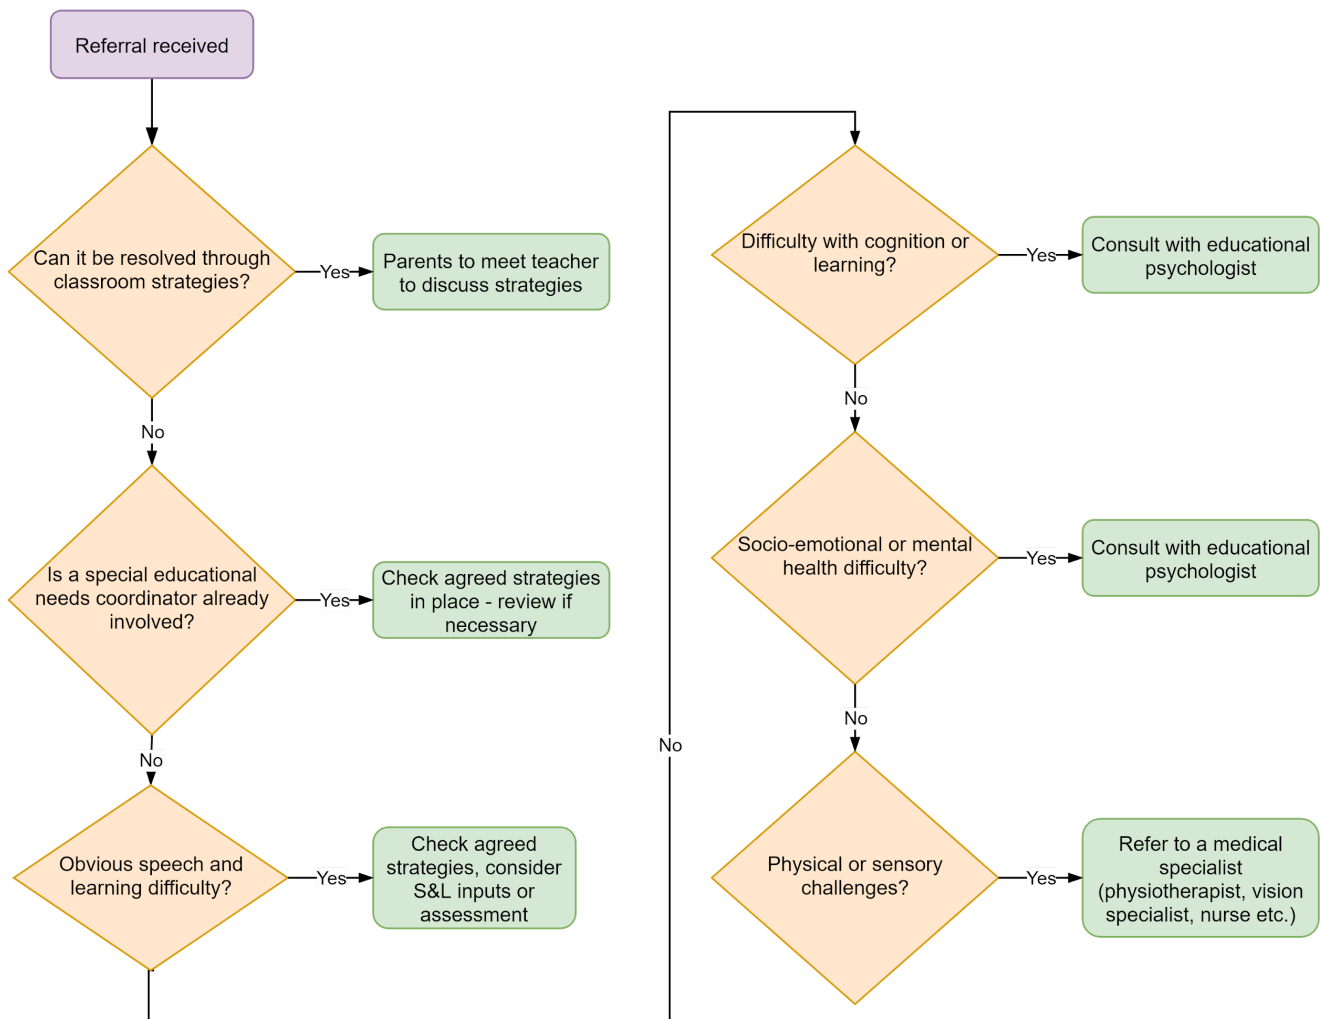 Referral received
Can it be resolved through
classroom strategies?
Yes
Parents to meet teacher
to discuss strategies
No
Is a special educational
needs coordinator already
involved?
Yes
Check agreed strategies
in place - review if
necessary
No
Obvious speech and
learning difficulty?
Yes
Check agreed
strategies, consider
S&L inputs or
assessment
No
Difficulty with cognition or
learning?
Yes
Consult with educational
psychologist
No
Socio-emotional or mental
health difficulty?
Yes
Consult with educational
psychologist
No
Physical or sensory
challenges?
Yes
Refer to a medical
specialist
(physiotherapist, vision
specialist, nurse etc.)